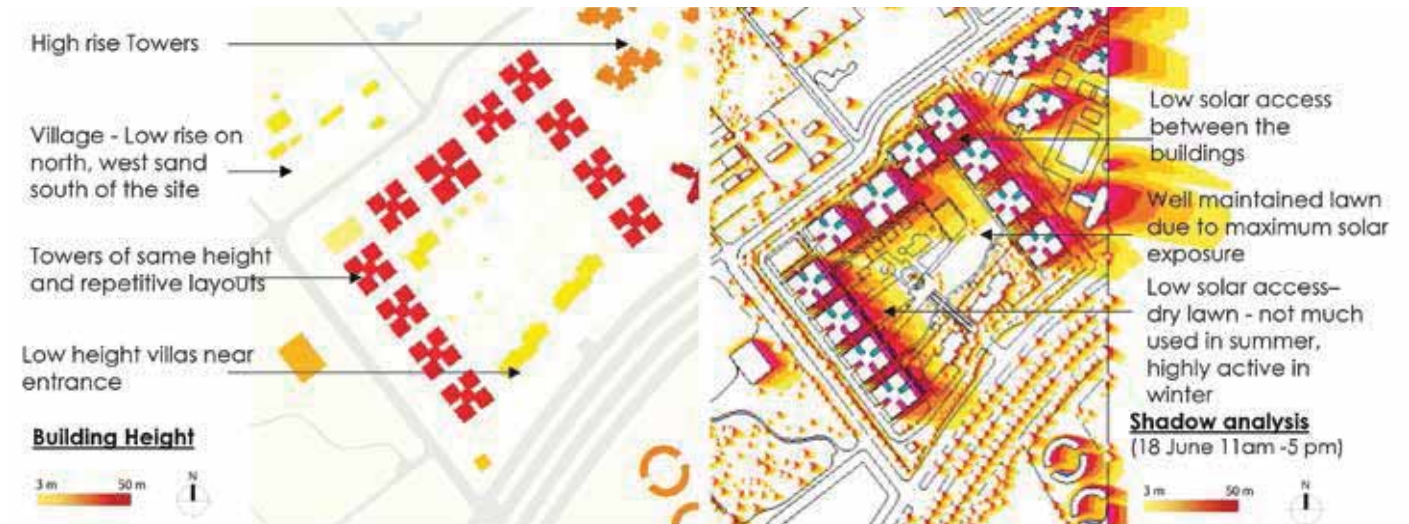 High rise Towers
Village - Low rise on
north, west sand
south of the site
Towers of same height
and repetitive layouts
Low height villas near
entrance
Building Height
3 m 50 m N
Low solar access
between the
buildings
Well maintained lawn
due to maximum solar
exposure
Low solar access–
dry lawn - not much
used in summer,
highly active in
winter
Shadow analysis
(18 June 11am -5 pm)
3 m 50 m N